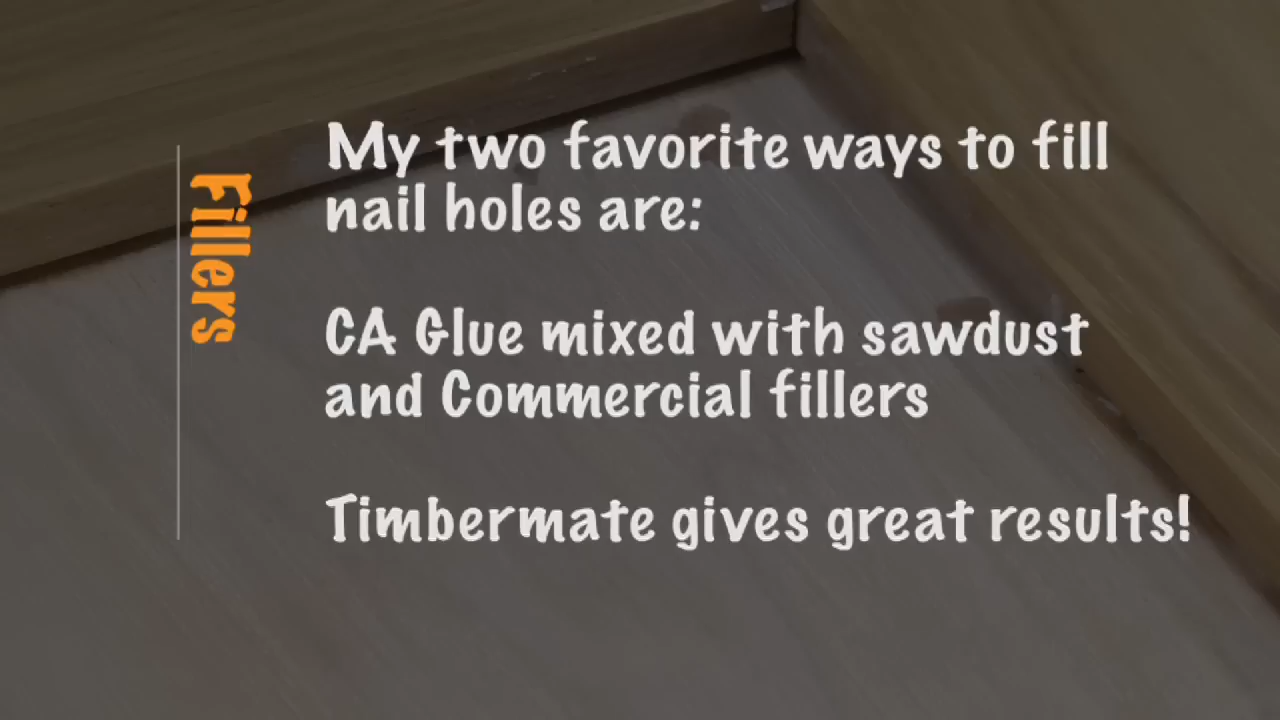 Fillers
My two favorite ways to fill
nail holes are:
CA Glue mixed with sawdust
and Commercial fillers
Timbermate gives great results!